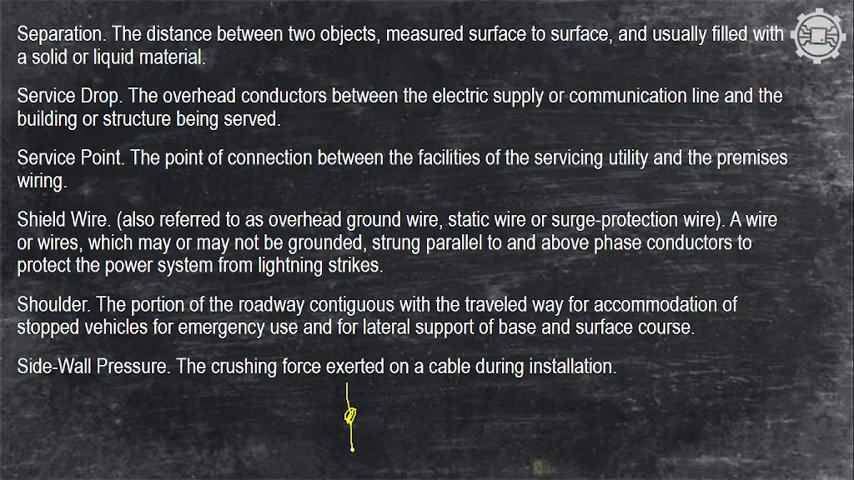 Separation. The distance between two objects, measured surface to surface, and usually filled with
a solid or liquid material.
Service Drop. The overhead conductors between the electric supply or communication line and the
building or structure being served.
Service Point. The point of connection between the facilities of the servicing utility and the premises
wiring.
Shield Wire. (also referred to as overhead ground wire, static wire or surge-protection wire). A wire
or wires, which may or may not be grounded, strung parallel to and above phase conductors to
protect the power system from lightning strikes.
Shoulder. The portion of the roadway contiguous with the traveled way for accommodation of
stopped vehicles for emergency use and for lateral support of base and surface course.
Side-Wall Pressure. The crushing force exerted on a cable during installation.